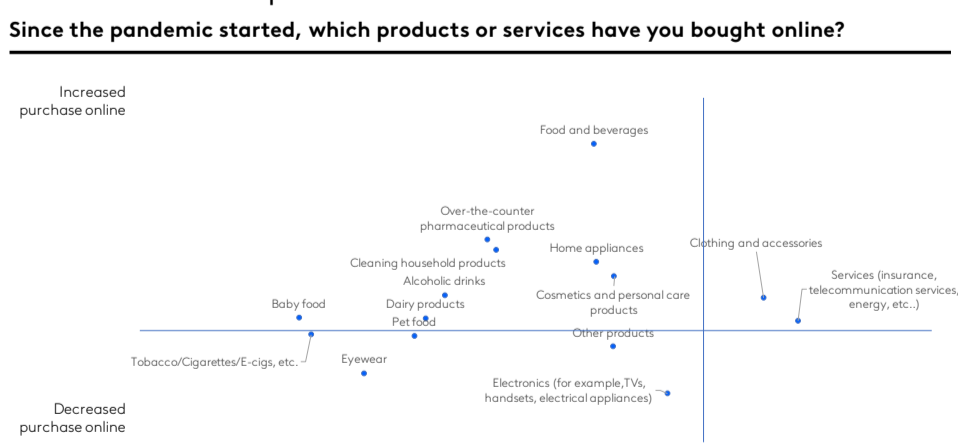 Since the pandemic started, which products or services have you bought online?
Increased
purchase online
Food and beverages
Over-the-counter
pharmaceutical products
Clothing and accessories
Home appliances
Cleaning household products
Services (insurance,
telecommunication services,
energy, etc..)
Alcoholic drinks
Cosmetics and personal care
products
Baby food
Dairy products
Pet food
Other products
Tobacco/Cigarettes/E-cigs, etc.
Eyewear
Electronics (for example,TVs,
handsets, electrical appliances)
Decreased
purchase online